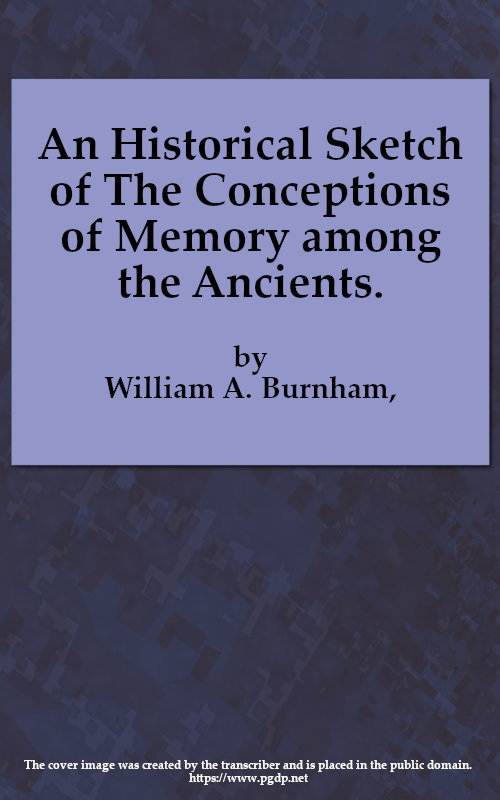 An Historical Sketch
of The Conceptions
of Memory among
the Ancients.
by
William A. Burnham,
The cover image was created by the transcriber and is placed in the public domain.
https://www.pgdp.net